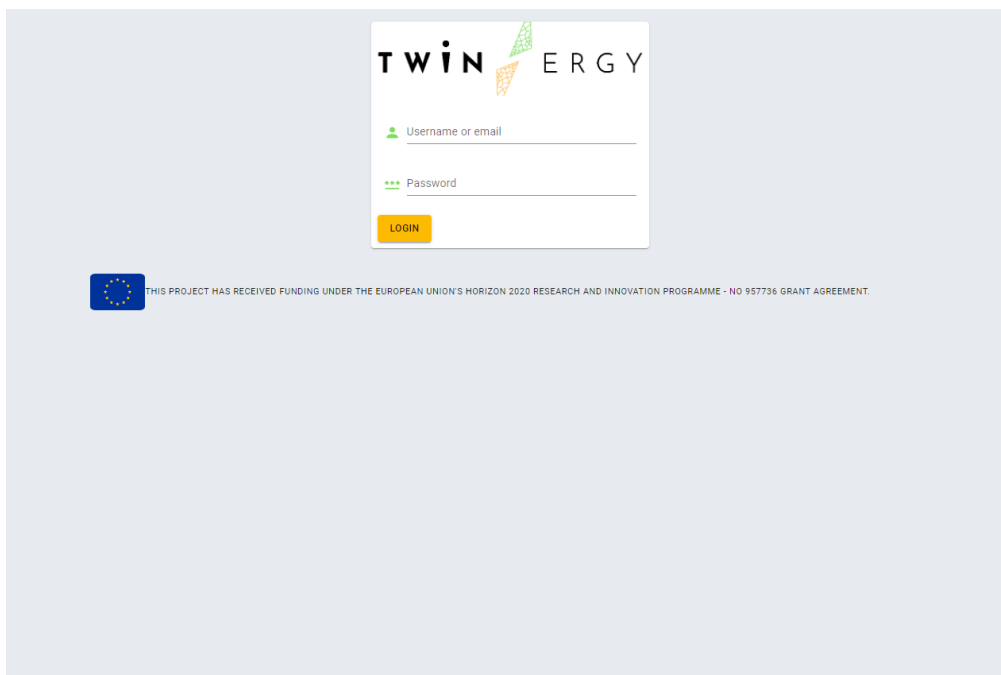 TWiN ERGY
Username or email
Password
LOGIN
THIS PROJECT HAS RECEIVED FUNDING UNDER THE EUROPEAN UNION'S HORIZON 2020 RESEARCH AND INNOVATION PROGRAMME - NO 957736 GRANT AGREEMENT.